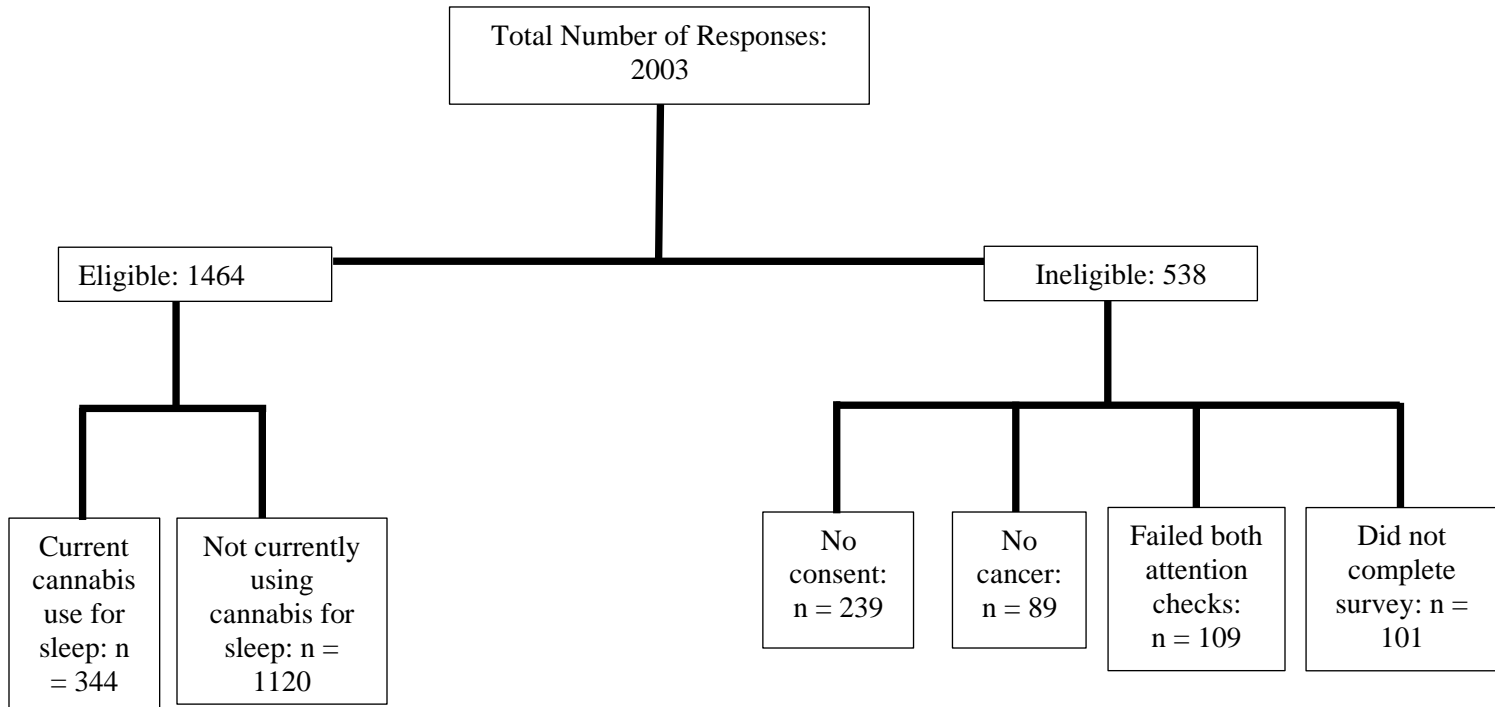 Total Number of Responses:
2003
Eligible: 1464
Ineligible: 538
Current
cannabis
use for
sleep: n
= 344
Not currently
using
cannabis for
sleep: n =
1120
No
consent:
n = 239
No
cancer:
n = 89
Failed both
attention
checks:
n = 109
Did not
complete
survey: n =
101